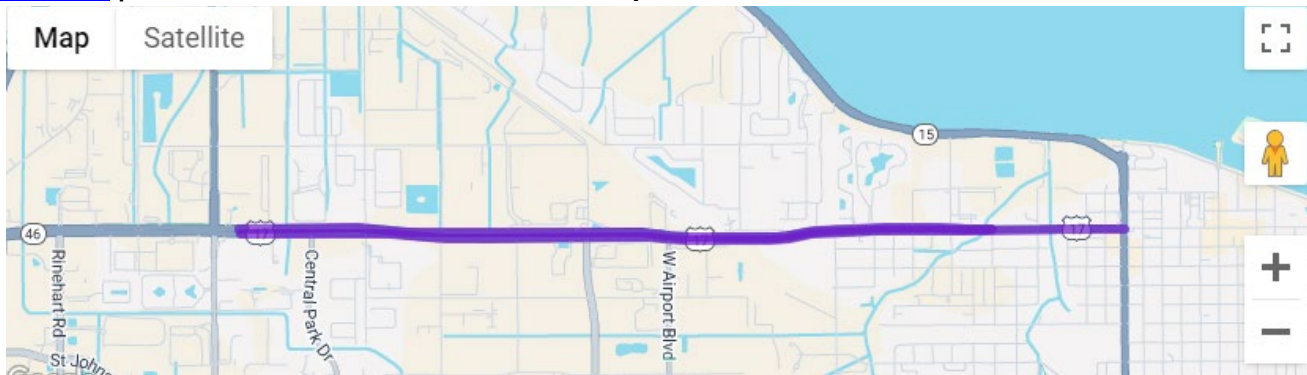 Map Satellite
15
46
17
17
17
Rinehart Rd
Central Park Dr
W Airport Blvd
St Johns